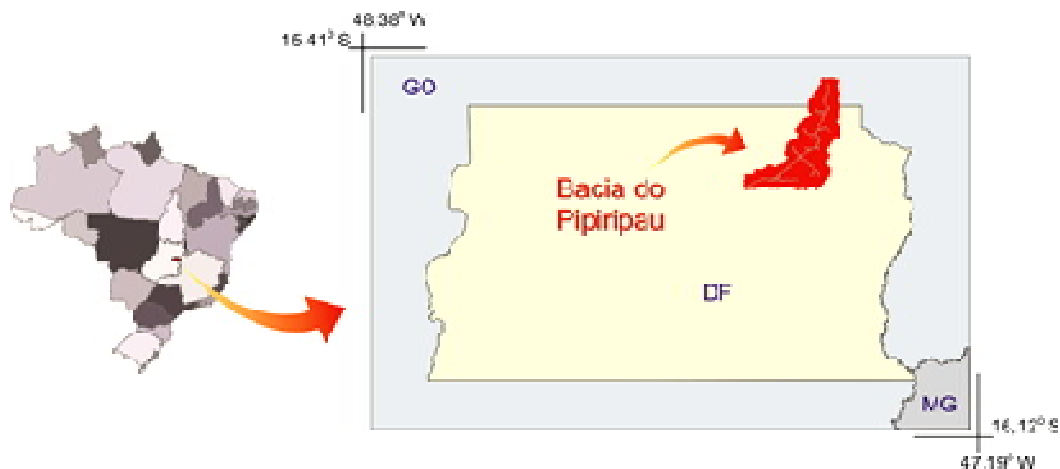 48.38° W
15.41° S
GO
Bacia do
Pipiripau
DF
MG
16.12° S
47.19° W